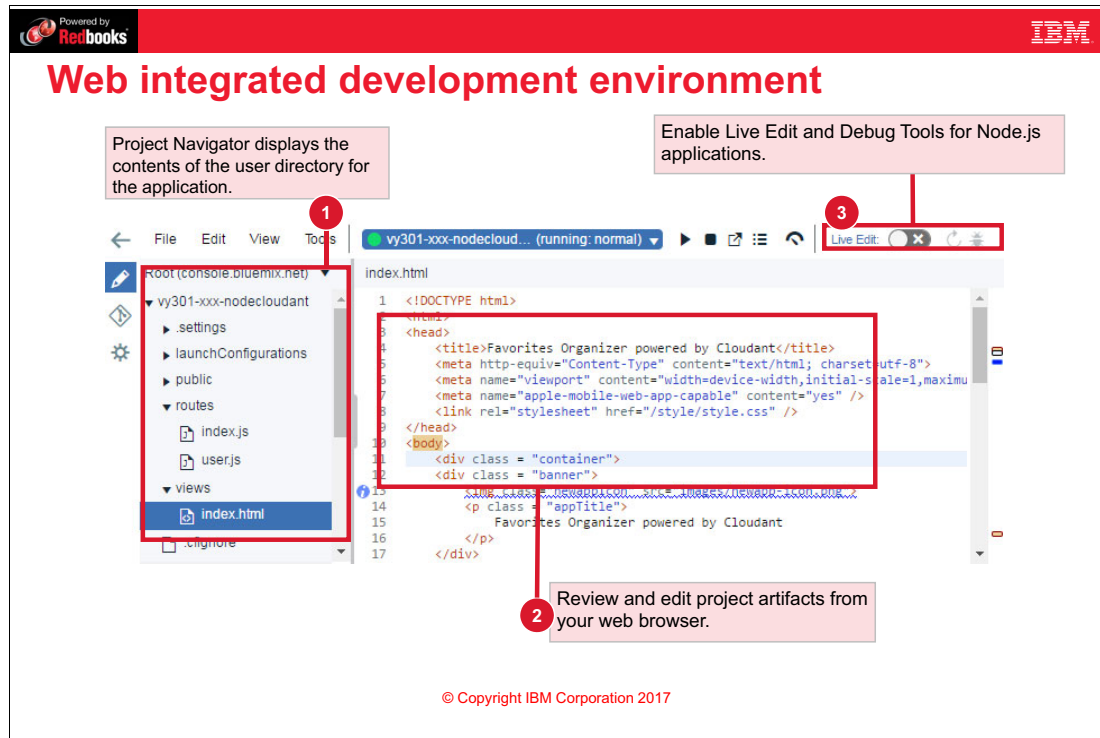 Powered by
Redbooks
IBM
Web integrated development environment
Project Navigator displays the
contents of the user directory for
the application.
Enable Live Edit and Debug Tools for Node.js
applications.
1
3
File Edit View Tools
vy301-xxx-nodecloud... (running: normal)
Live Edit:
Root (console.bluemix.net)
index.html
vy301-xxx-nodecloudant
.settings
launchConfigurations
public
routes
index.js
user.js
views
index.html
.cfignore
1 <!DOCTYPE html>
2 <html>
3 <head>
4 <title>Favorites Organizer powered by Cloudant</title>
5 <meta http-equiv="Content-Type" content="text/html; charset=utf-8">
6 <meta name="viewport" content="width=device-width,initial-scale=1,maximu
7 <meta name="apple-mobile-web-app-capable" content="yes" />
8 <link rel="stylesheet" href="/style/style.css" />
9 </head>
10 <body>
11 <div class = "container">
12 <div class = "banner">
13 <img class="newappIcon" src="images/newapp-icon.png">
14 <p class = "appTitle">
15 Favorites Organizer powered by Cloudant
16 </p>
17 </div>
2
Review and edit project artifacts from
your web browser.
© Copyright IBM Corporation 2017